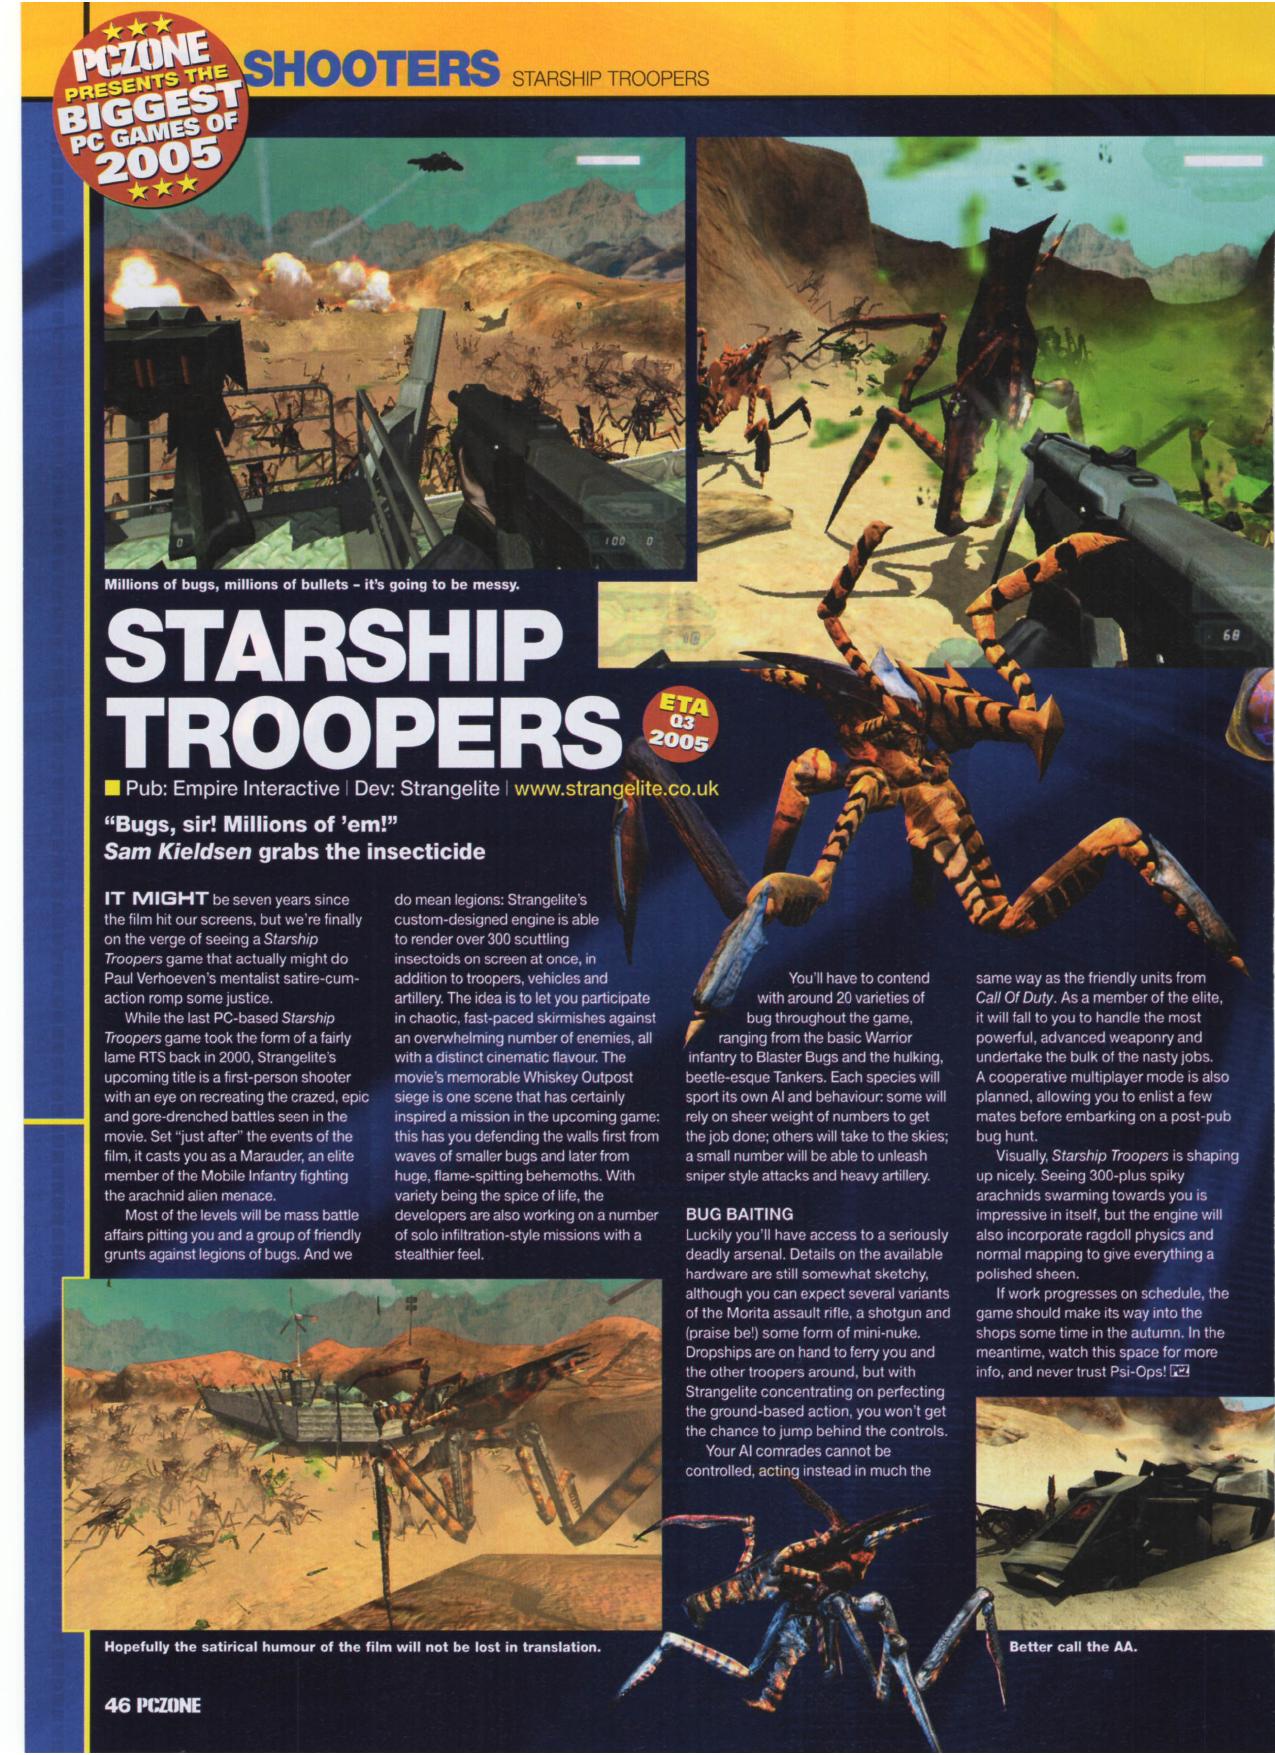 PCZONE
PRESENTS THE
BIGGEST
PC GAMES OF
2005
SHOOTERS STARSHIP TROOPERS
100 0
0
68
Millions of bugs, millions of bullets – it's going to be messy.
STARSHIP
TROOPERS
ETA
Q3
2005
Pub: Empire Interactive | Dev: Strangelite | www.strangelite.co.uk
“Bugs, sir! Millions of ’em!”
Sam Kieldsen grabs the insecticide
IT MIGHT be seven years since
the film hit our screens, but we're finally
on the verge of seeing a Starship
Troopers game that actually might do
Paul Verhoeven's mentalist satire-cum-
action romp some justice.
While the last PC-based Starship
Troopers game took the form of a fairly
lame RTS back in 2000, Strangelite's
upcoming title is a first-person shooter
with an eye on recreating the crazed, epic
and gore-drenched battles seen in the
movie. Set “just after” the events of the
film, it casts you as a Marauder, an elite
member of the Mobile Infantry fighting
the arachnid alien menace.
Most of the levels will be mass battle
affairs pitting you and a group of friendly
grunts against legions of bugs. And we
do mean legions: Strangelite's
custom-designed engine is able
to render over 300 scuttling
insectoids on screen at once, in
addition to troopers, vehicles and
artillery. The idea is to let you participate
in chaotic, fast-paced skirmishes against
an overwhelming number of enemies, all
with a distinct cinematic flavour. The
movie's memorable Whiskey Outpost
siege is one scene that has certainly
inspired a mission in the upcoming game:
this has you defending the walls first from
waves of smaller bugs and later from
huge, flame-spitting behemoths. With
variety being the spice of life, the
developers are also working on a number
of solo infiltration-style missions with a
stealthier feel.
You'll have to contend
with around 20 varieties of
bug throughout the game,
ranging from the basic Warrior
infantry to Blaster Bugs and the hulking,
beetle-esque Tankers. Each species will
sport its own AI and behaviour: some will
rely on sheer weight of numbers to get
the job done; others will take to the skies;
a small number will be able to unleash
sniper style attacks and heavy artillery.
BUG BAITING
Luckily you'll have access to a seriously
deadly arsenal. Details on the available
hardware are still somewhat sketchy,
although you can expect several variants
of the Morita assault rifle, a shotgun and
(praise be!) some form of mini-nuke.
Dropships are on hand to ferry you and
the other troopers around, but with
Strangelite concentrating on perfecting
the ground-based action, you won't get
the chance to jump behind the controls.
Your AI comrades cannot be
controlled, acting instead in much the
same way as the friendly units from
Call Of Duty. As a member of the elite,
it will fall to you to handle the most
powerful, advanced weaponry and
undertake the bulk of the nasty jobs.
A cooperative multiplayer mode is also
planned, allowing you to enlist a few
mates before embarking on a post-pub
bug hunt.
Visually, Starship Troopers is shaping
up nicely. Seeing 300-plus spiky
arachnids swarming towards you is
impressive in itself, but the engine will
also incorporate ragdoll physics and
normal mapping to give everything a
polished sheen.
If work progresses on schedule, the
game should make its way into the
shops some time in the autumn. In the
meantime, watch this space for more
info, and never trust Psi-Ops! PCZ
Hopefully the satirical humour of the film will not be lost in translation.
Better call the AA.
46 PCZONE